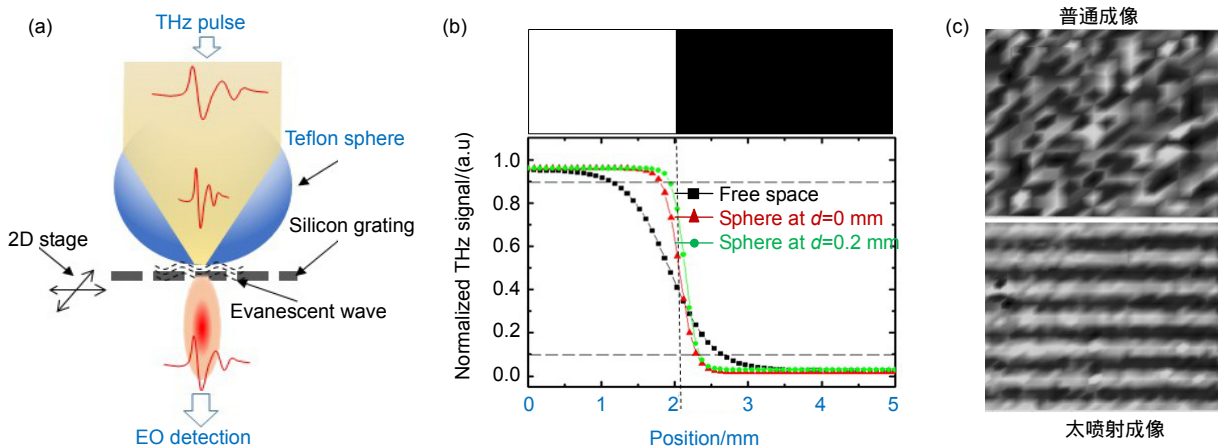 (a)
THz pulse
Teflon sphere
Silicon grating
2D stage
Evanescent wave
EO detection
(b)
Normalized THz signal/(a.u)
1.0
0.8
0.6
0.4
0.2
0.0
Free space
Sphere at d=0 mm
Sphere at d=0.2 mm
0 1 2 3 4 5
Position/mm
(c)
普通成像
太喷射成像